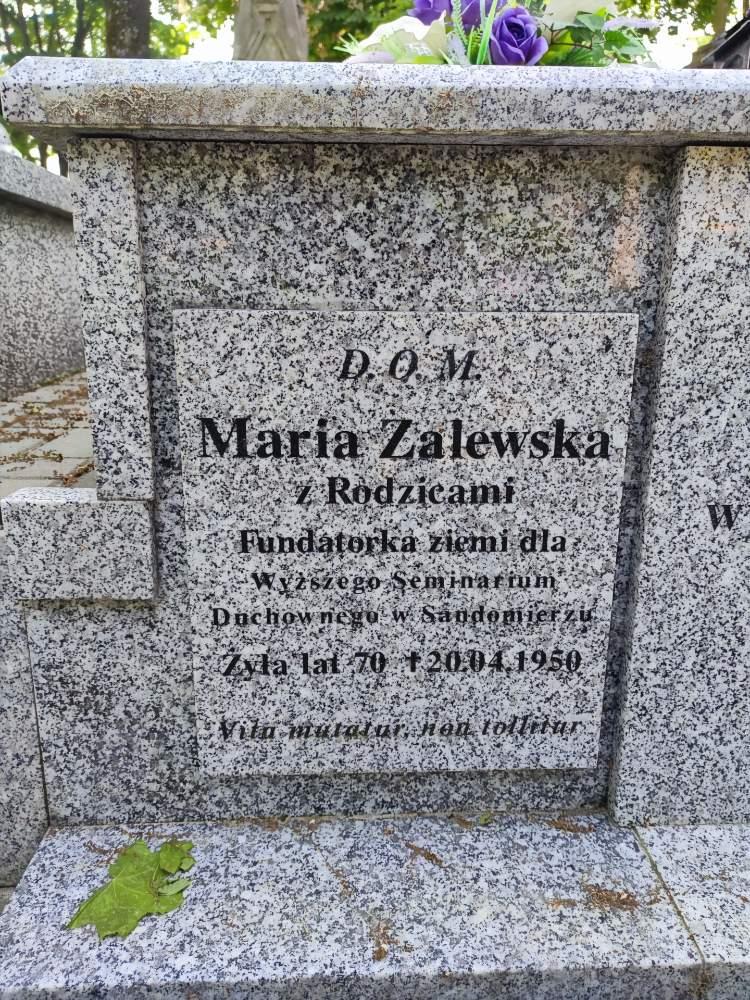 D. O. M.
Maria Zalewska
z Rodzicami
Fundatorka ziemi dla
Wyższego Seminarium
Duchownego w Sandomierzu
Żyła lat 70 ✝20.04.1950
Vita mutatur, non tollitur
W